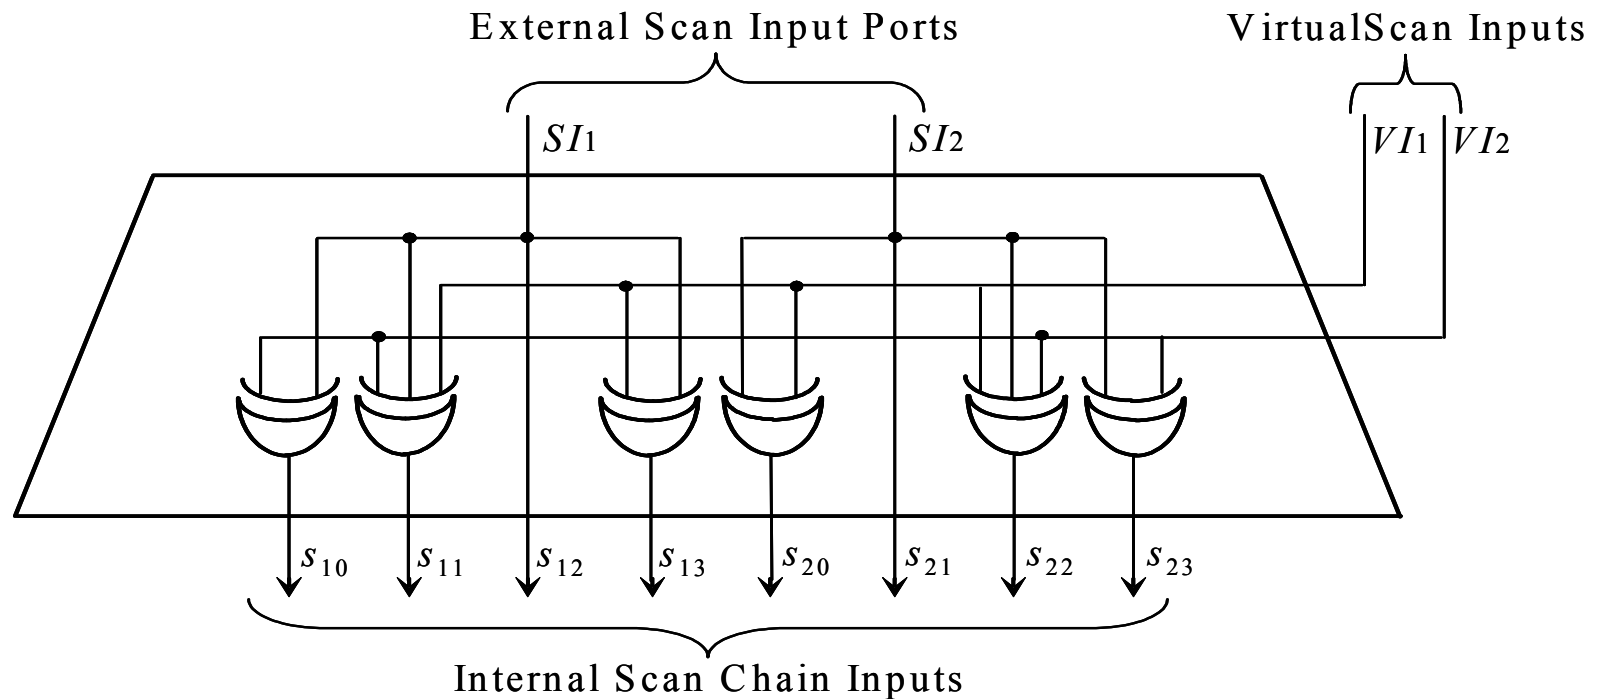 External Scan Input Ports
VirtualScan Inputs
SI1
SI2
VI1
VI2
s10
s11
s12
s13
s20
s21
s22
s23
Internal Scan Chain Inputs